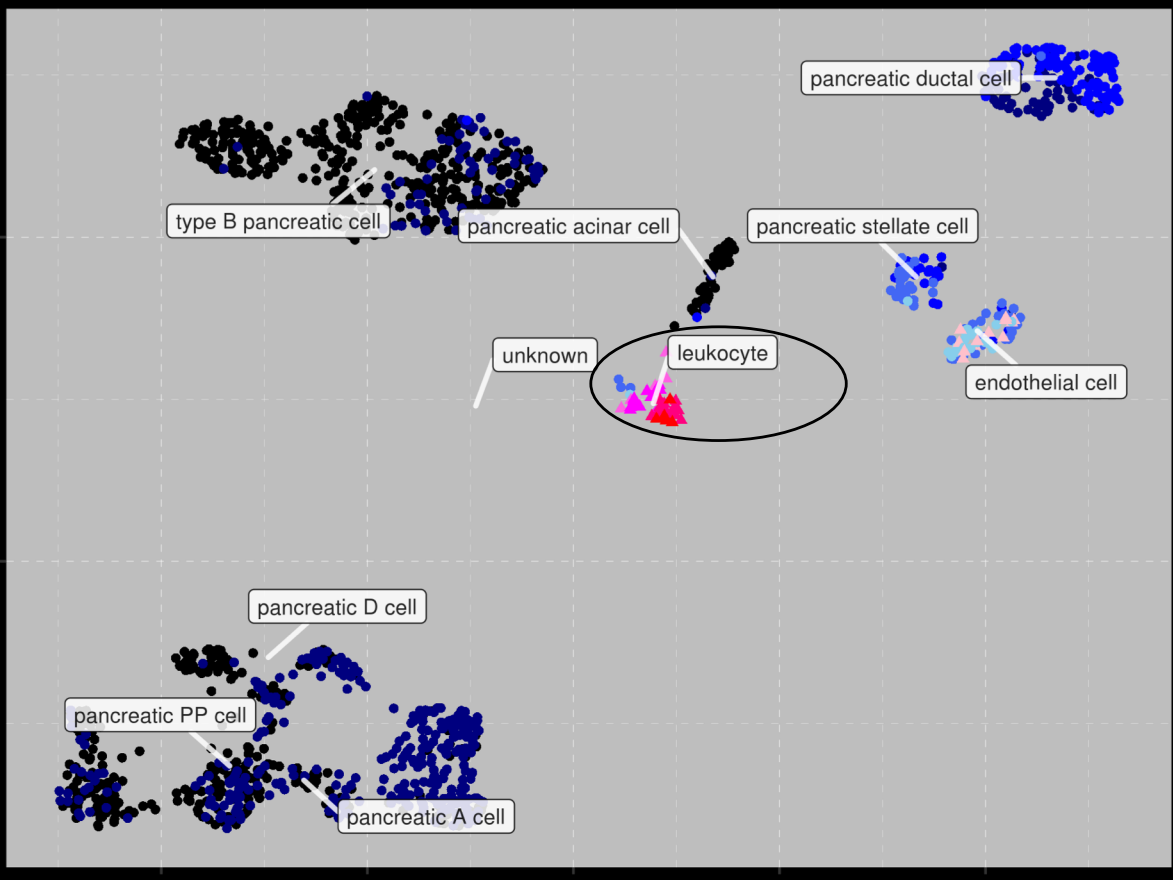 pancreatic ductal cell
type B pancreatic cell
pancreatic acinar cell
pancreatic stellate cell
unknown
leukocyte
endothelial cell
pancreatic D cell
pancreatic PP cell
pancreatic A cell